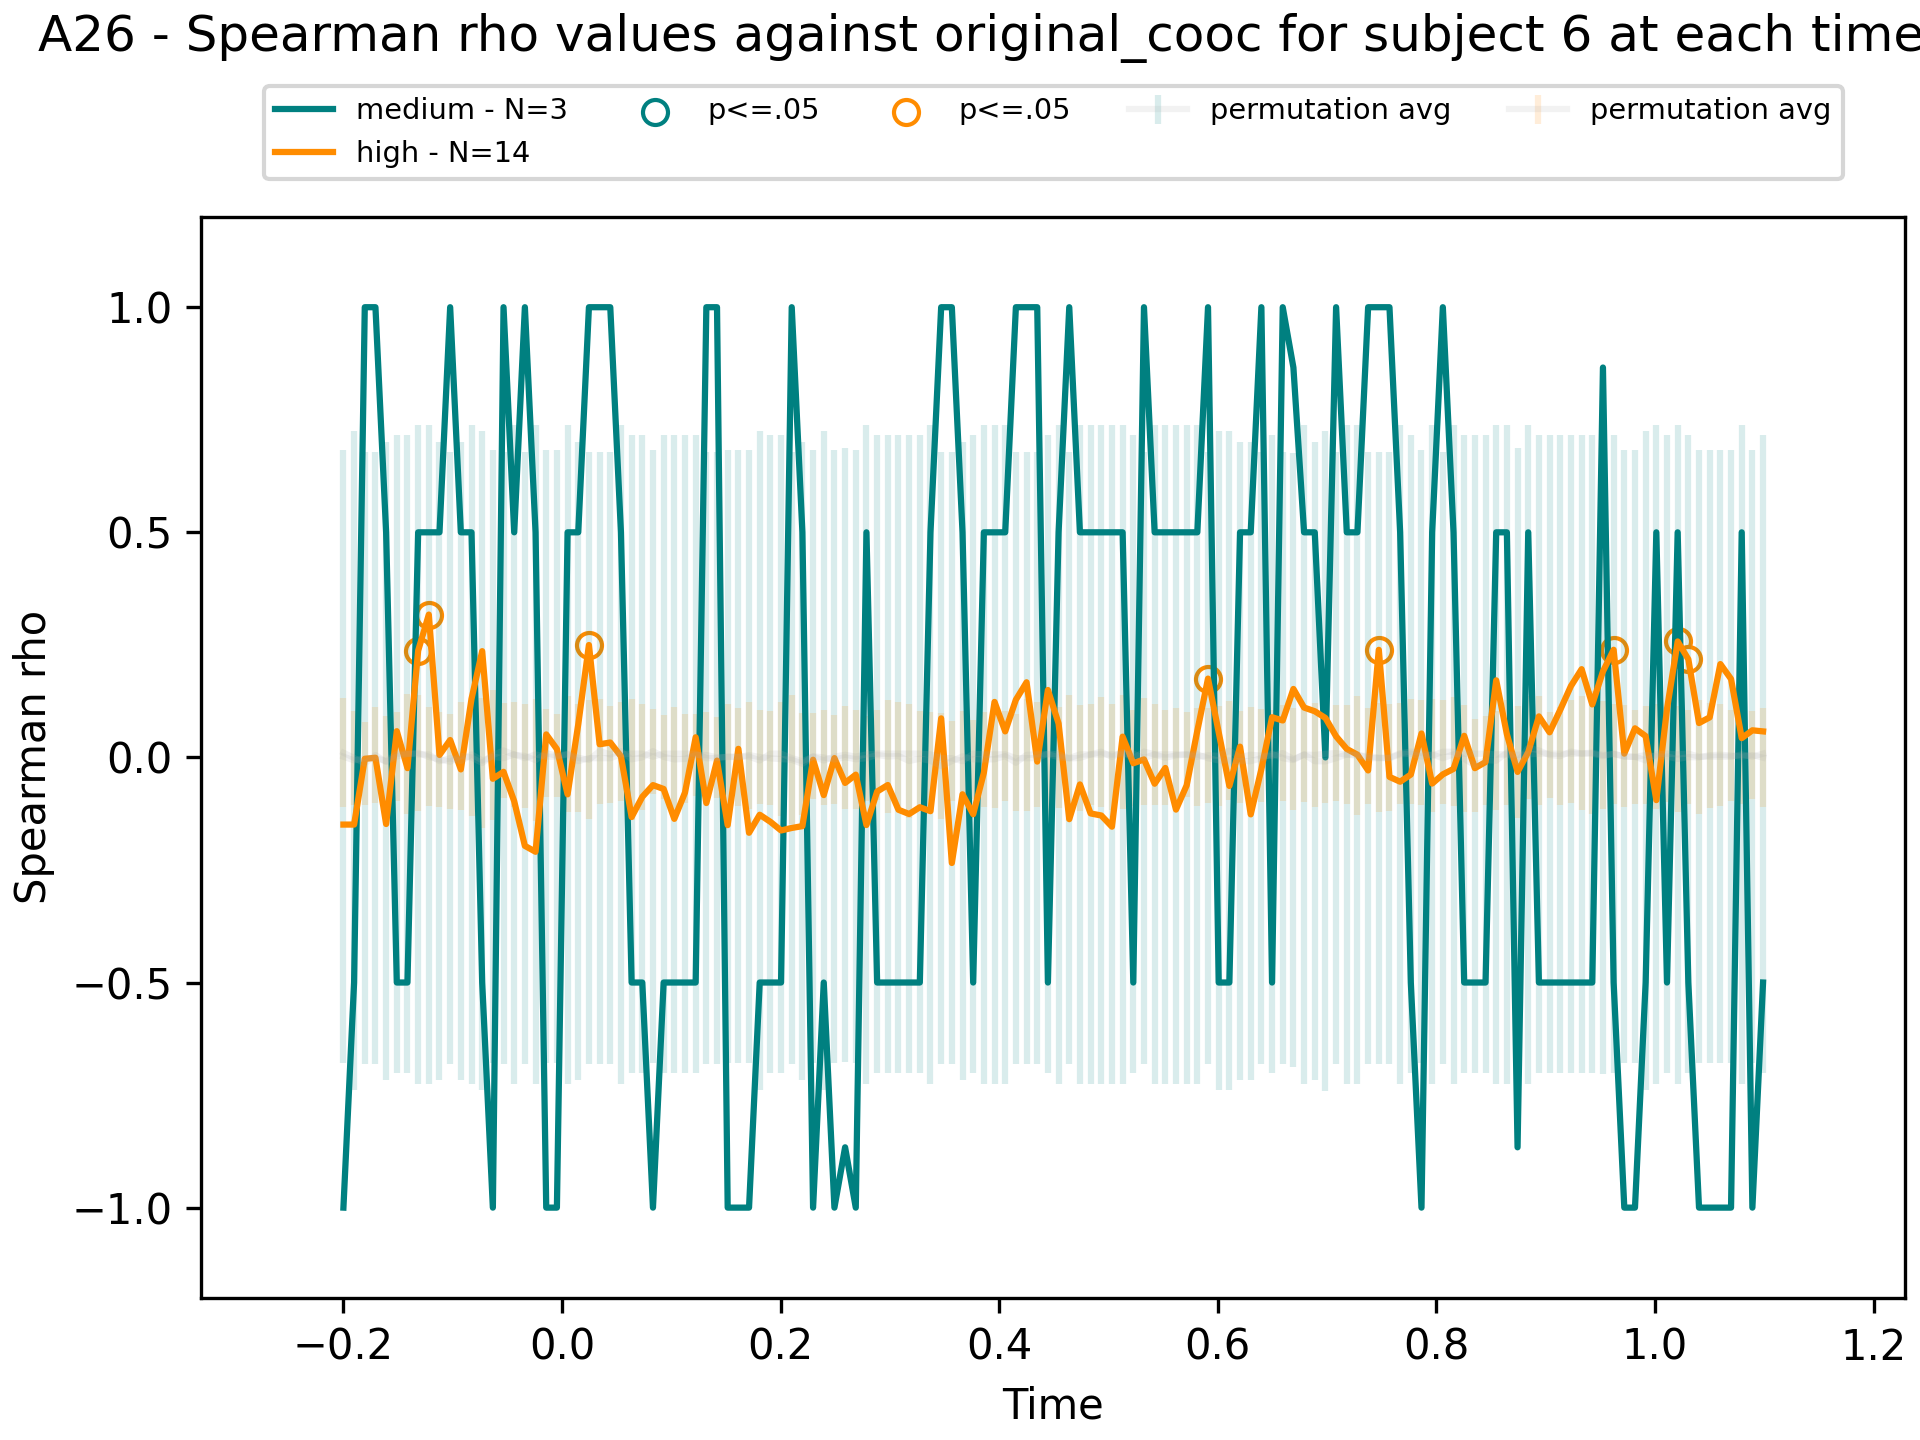 A26 - Spearman rho values against original_cooc for subject 6 at each time
medium - N=3
high - N=14
p<=.05
p<=.05
permutation avg
permutation avg
Spearman rho
1.0
0.5
0.0
−0.5
−1.0
−0.2 0.0 0.2 0.4 0.6 0.8 1.0 1.2
Time